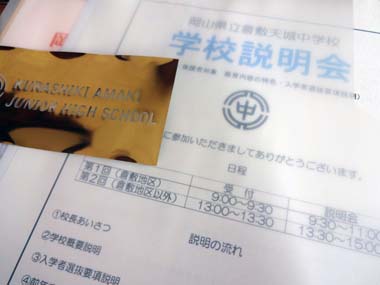 岡山県立倉敷天城中学校
学校説明会
KURASHIKI AMAKI
JUNIOR HIGH SCHOOL
中
に参加いただきましてありがとうございます。
日程
受付 説明会
第1回（倉敷地区） 9:00～9:30 9:30～11:00
第2回（倉敷地区以外） 13:00～13:30 13:30～15:00
説明の流れ
①校長あいさつ
②学校概要説明
③入学者選抜要項説明